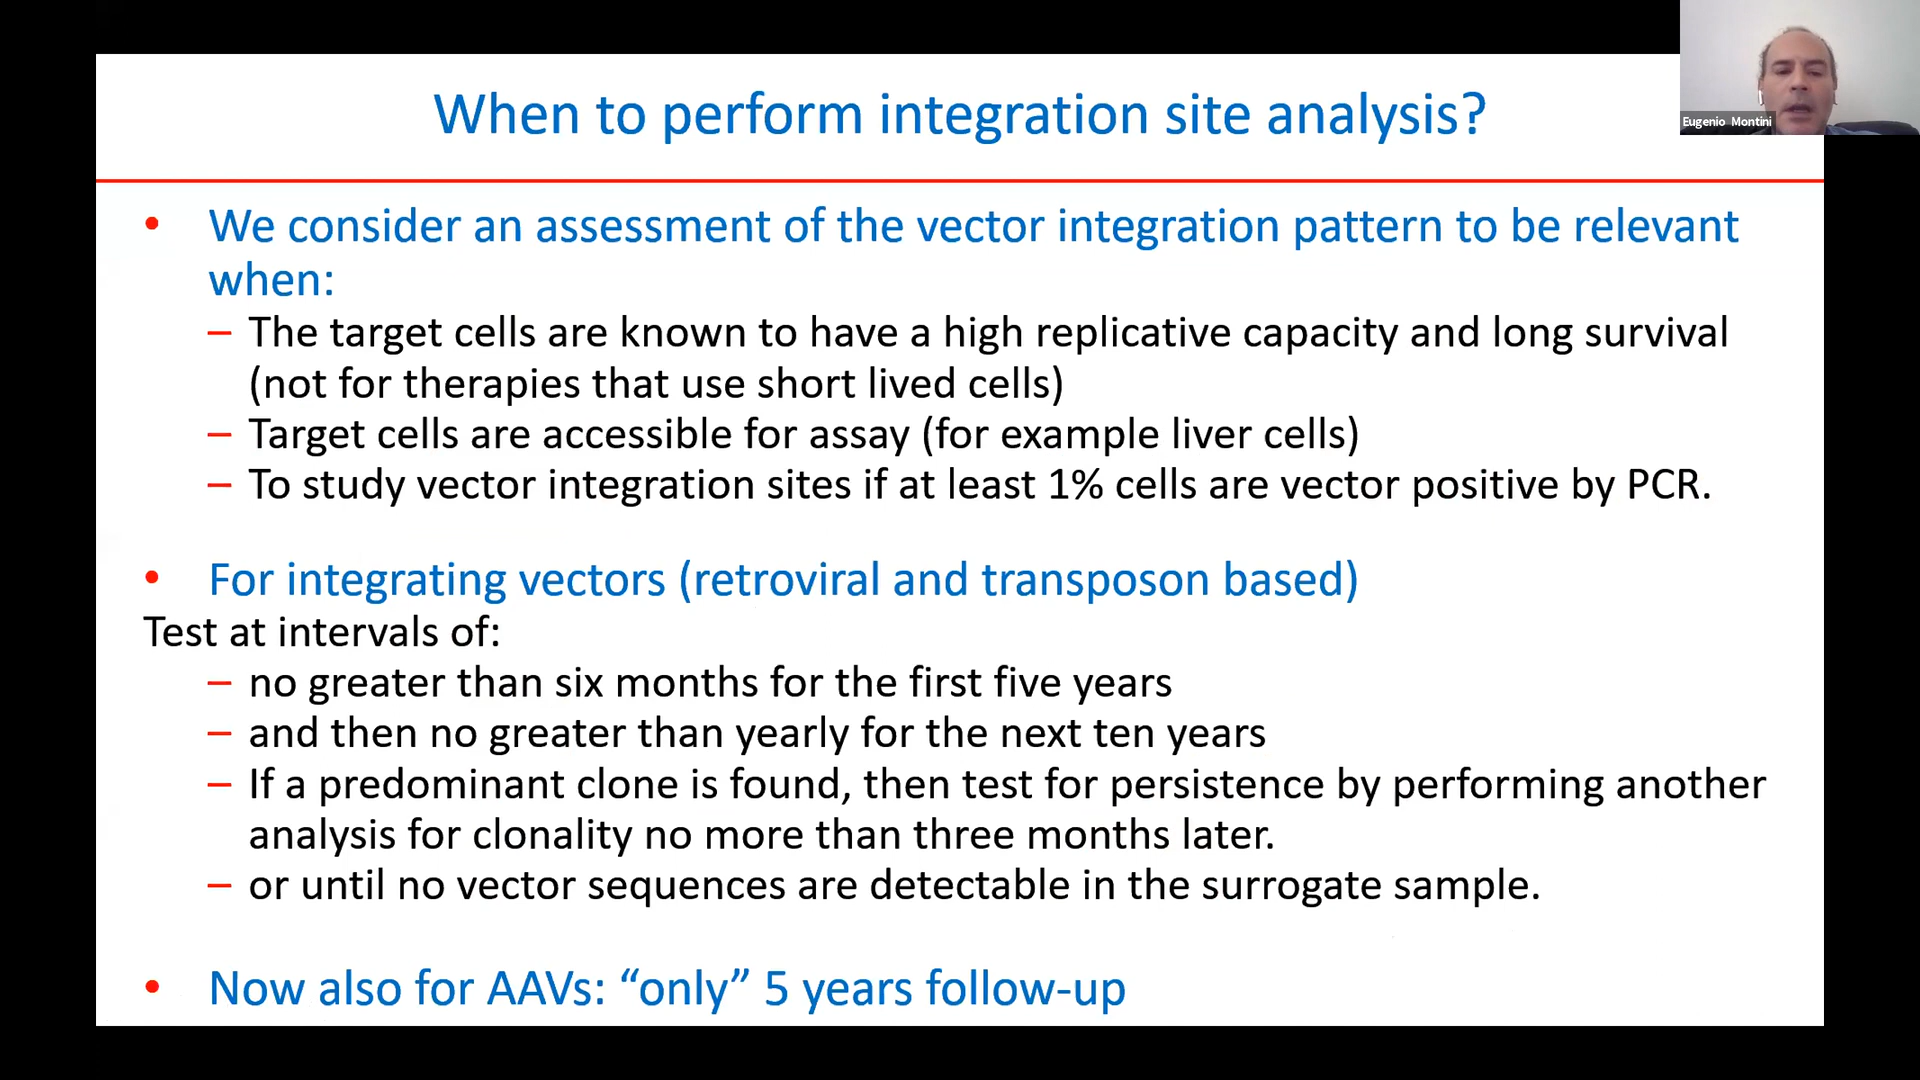 When to perform integration site analysis?
Eugenio Montini
• We consider an assessment of the vector integration pattern to be relevant
when:
– The target cells are known to have a high replicative capacity and long survival
(not for therapies that use short lived cells)
– Target cells are accessible for assay (for example liver cells)
– To study vector integration sites if at least 1% cells are vector positive by PCR.
• For integrating vectors (retroviral and transposon based)
Test at intervals of:
– no greater than six months for the first five years
– and then no greater than yearly for the next ten years
– If a predominant clone is found, then test for persistence by performing another
analysis for clonality no more than three months later.
– or until no vector sequences are detectable in the surrogate sample.
• Now also for AAVs: “only” 5 years follow-up